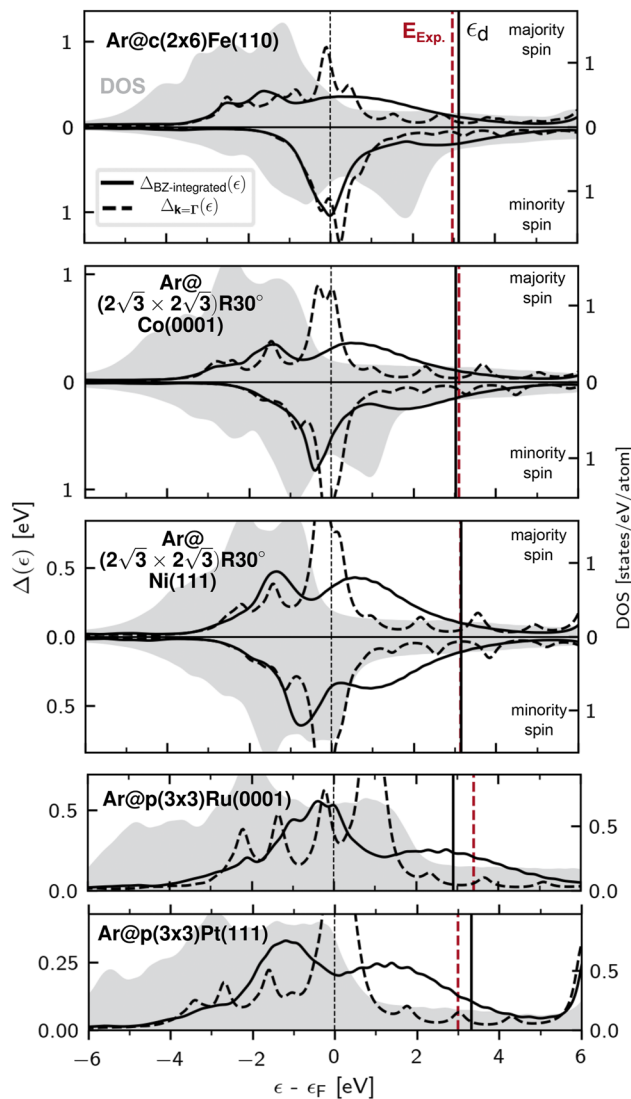 Ar@c(2x6)Fe(110)
E_Exp.
ϵ_d
majority
spin
DOS
1
0
1
1
0
1
Δ_BZ-integrated(ϵ)
Δ_k=Γ(ϵ)
minority
spin
Ar@
(2√3 × 2√3)R30°
Co(0001)
majority
spin
1
0
1
1
0
1
minority
spin
Δ(ϵ) [eV]
DOS [states/eV/atom]
Ar@
(2√3 × 2√3)R30°
Ni(111)
majority
spin
0.5
0.0
0.5
1
0
1
minority
spin
Ar@p(3x3)Ru(0001)
0.5
0.0
0.5
0.0
Ar@p(3x3)Pt(111)
0.25
0.00
0.5
0.0
−6 −4 −2 0 2 4 6
ϵ - ϵ_F [eV]